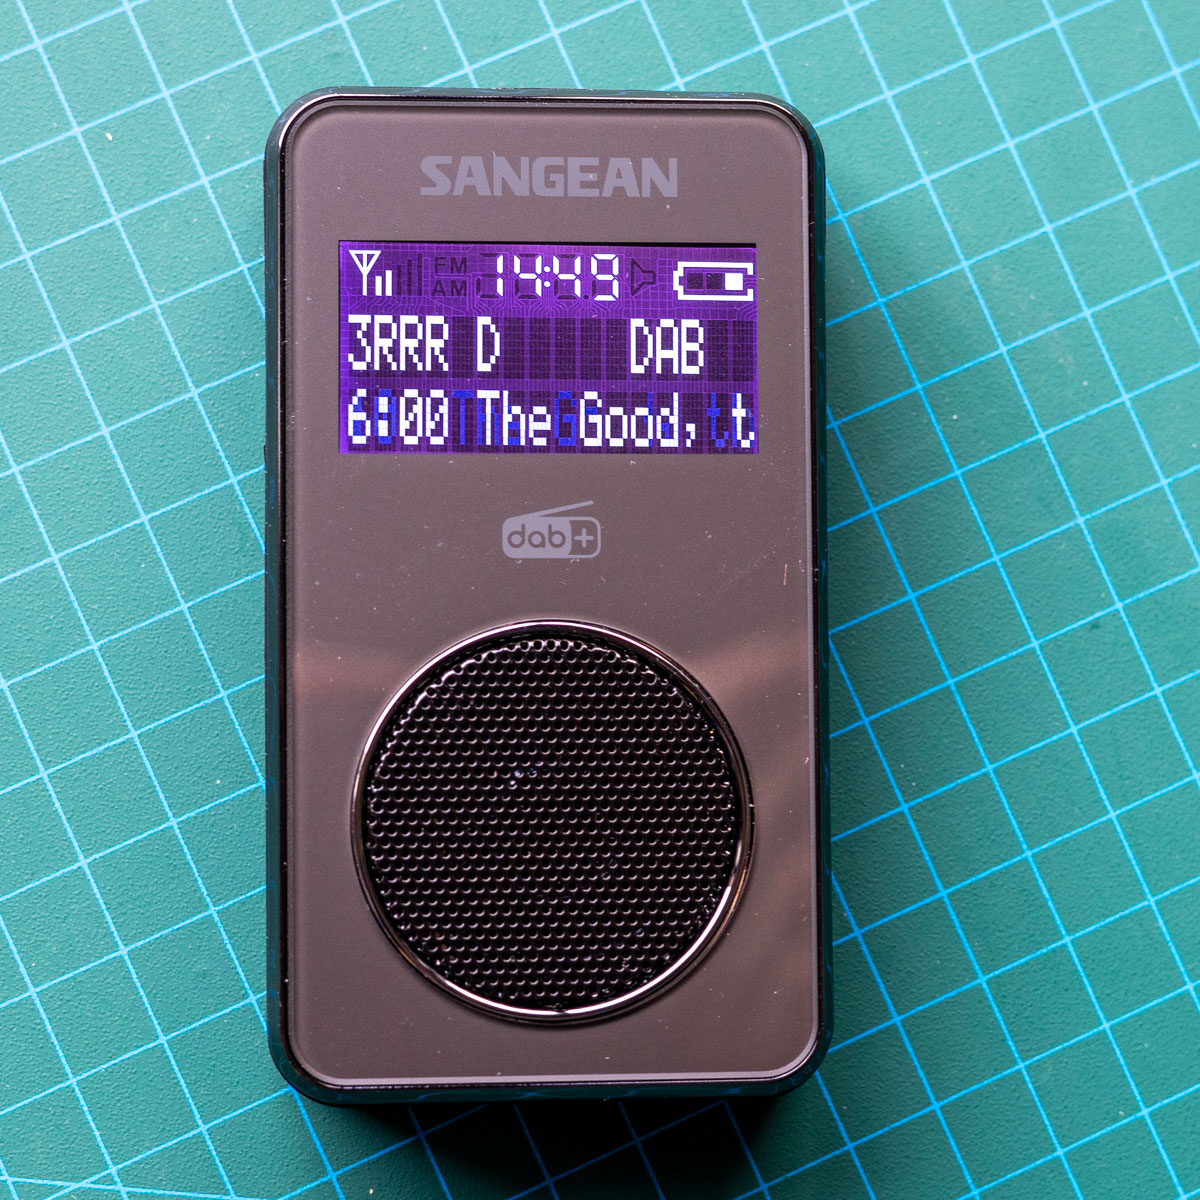 SANGEAN
FM 14:49
AM
3RRR D DAB
6:00 The Good, t
dab+